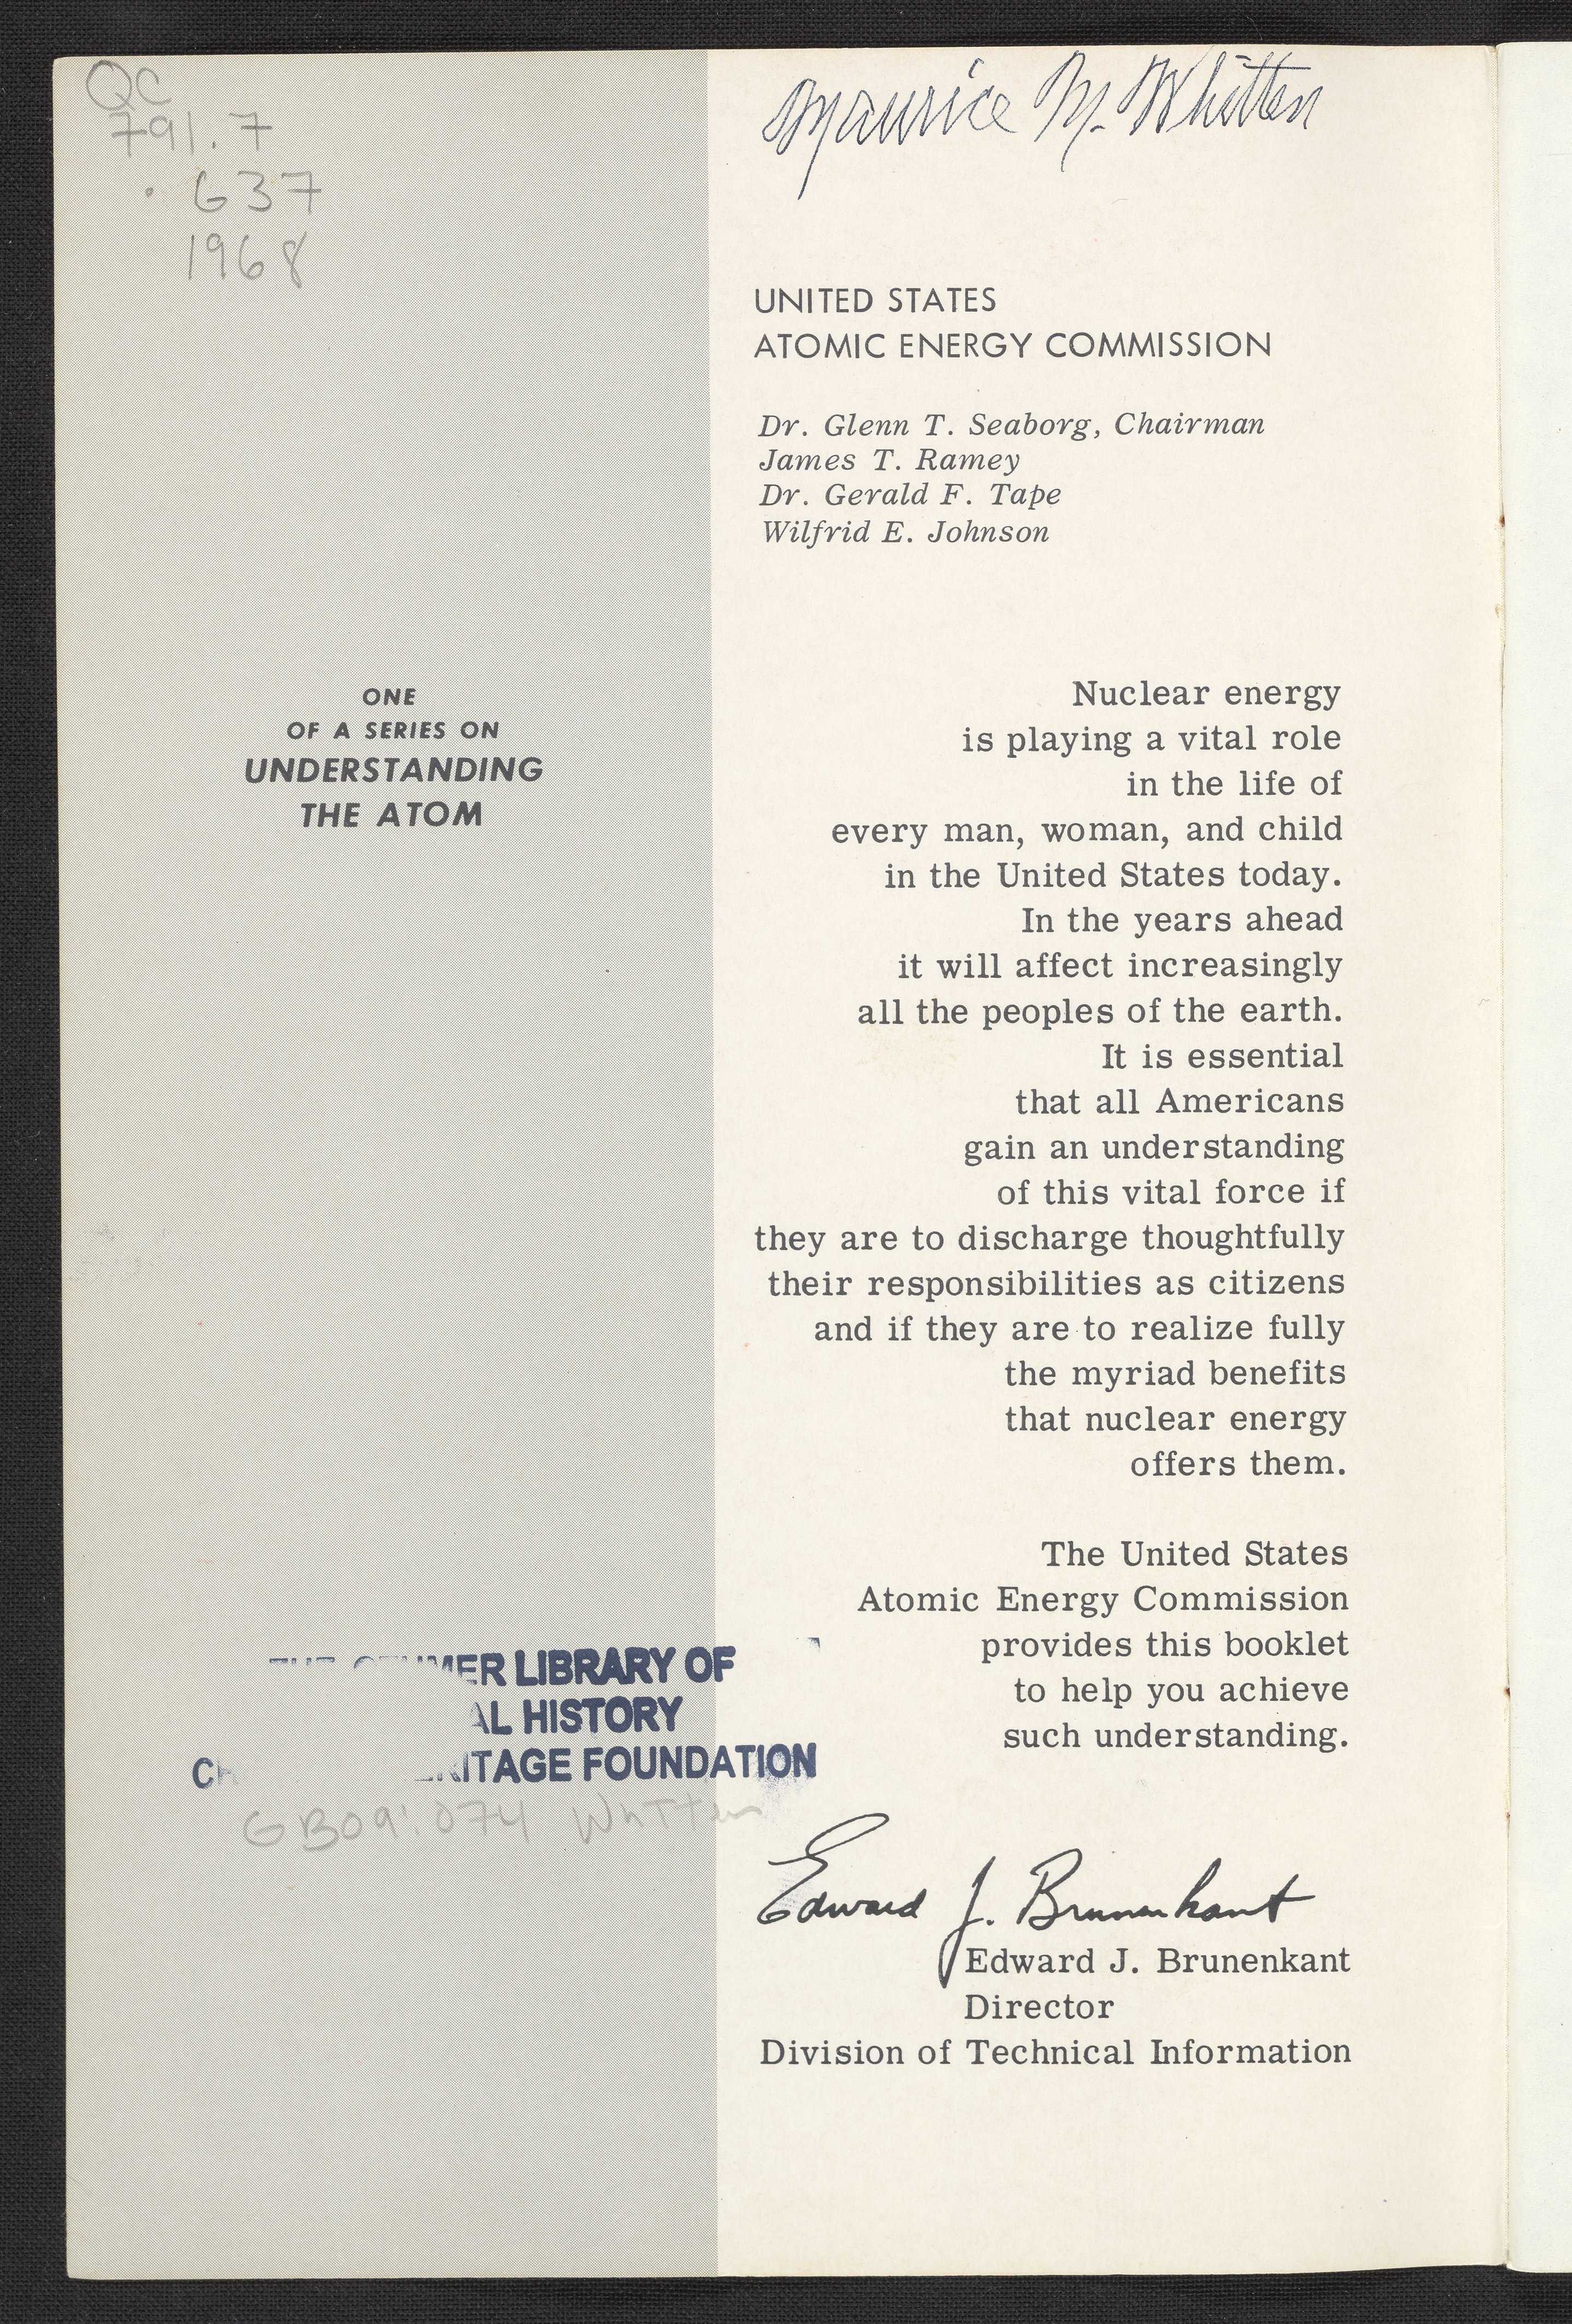 QC
791.7
.G37
1968
Maurice M. Whitten
UNITED STATES
ATOMIC ENERGY COMMISSION
Dr. Glenn T. Seaborg, Chairman
James T. Ramey
Dr. Gerald F. Tape
Wilfrid E. Johnson
ONE
OF A SERIES ON
UNDERSTANDING
THE ATOM
Nuclear energy
is playing a vital role
in the life of
every man, woman, and child
in the United States today.
In the years ahead
it will affect increasingly
all the peoples of the earth.
It is essential
that all Americans
gain an understanding
of this vital force if
they are to discharge thoughtfully
their responsibilities as citizens
and if they are to realize fully
the myriad benefits
that nuclear energy
offers them.
The United States
Atomic Energy Commission
provides this booklet
to help you achieve
such understanding.
LIBRARY OF
HISTORY
FOUNDATION
GB09:074 Whitten
Edward J. Brunenkant
Edward J. Brunenkant
Director
Division of Technical Information